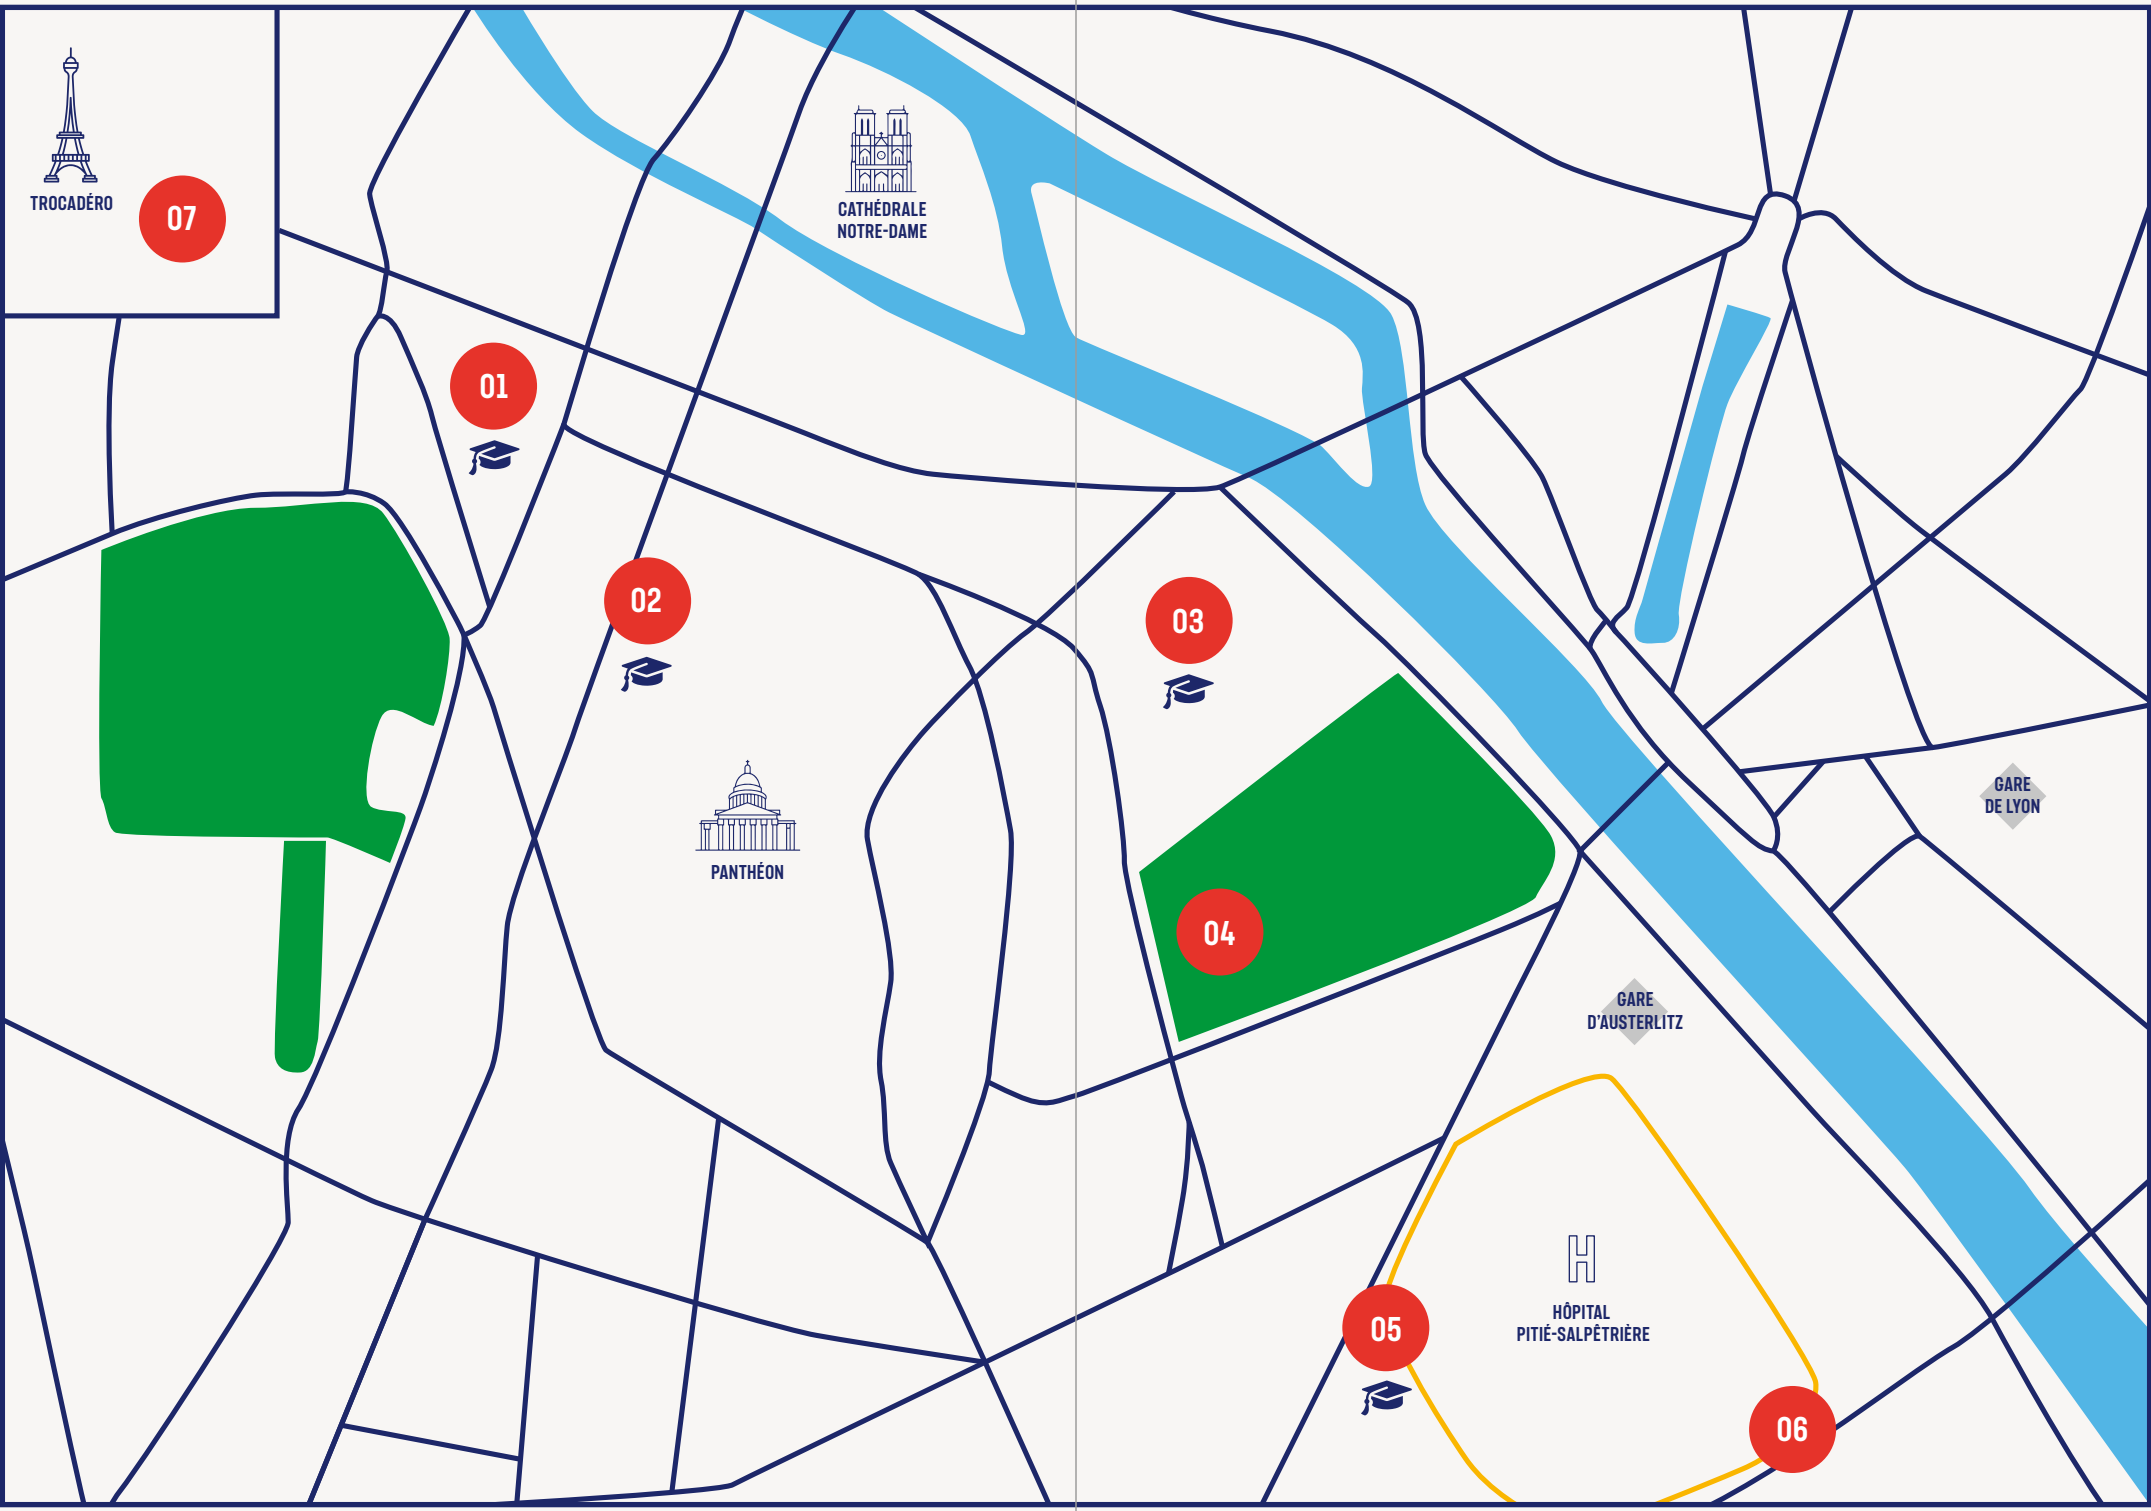 TROCADÉRO
07
CATHÉDRALE
NOTRE-DAME
01
02
03
GARE
DE LYON
PANTHÉON
04
GARE
D'AUSTERLITZ
H
HÔPITAL
PITIÉ-SALPÊTRIÈRE
05
06